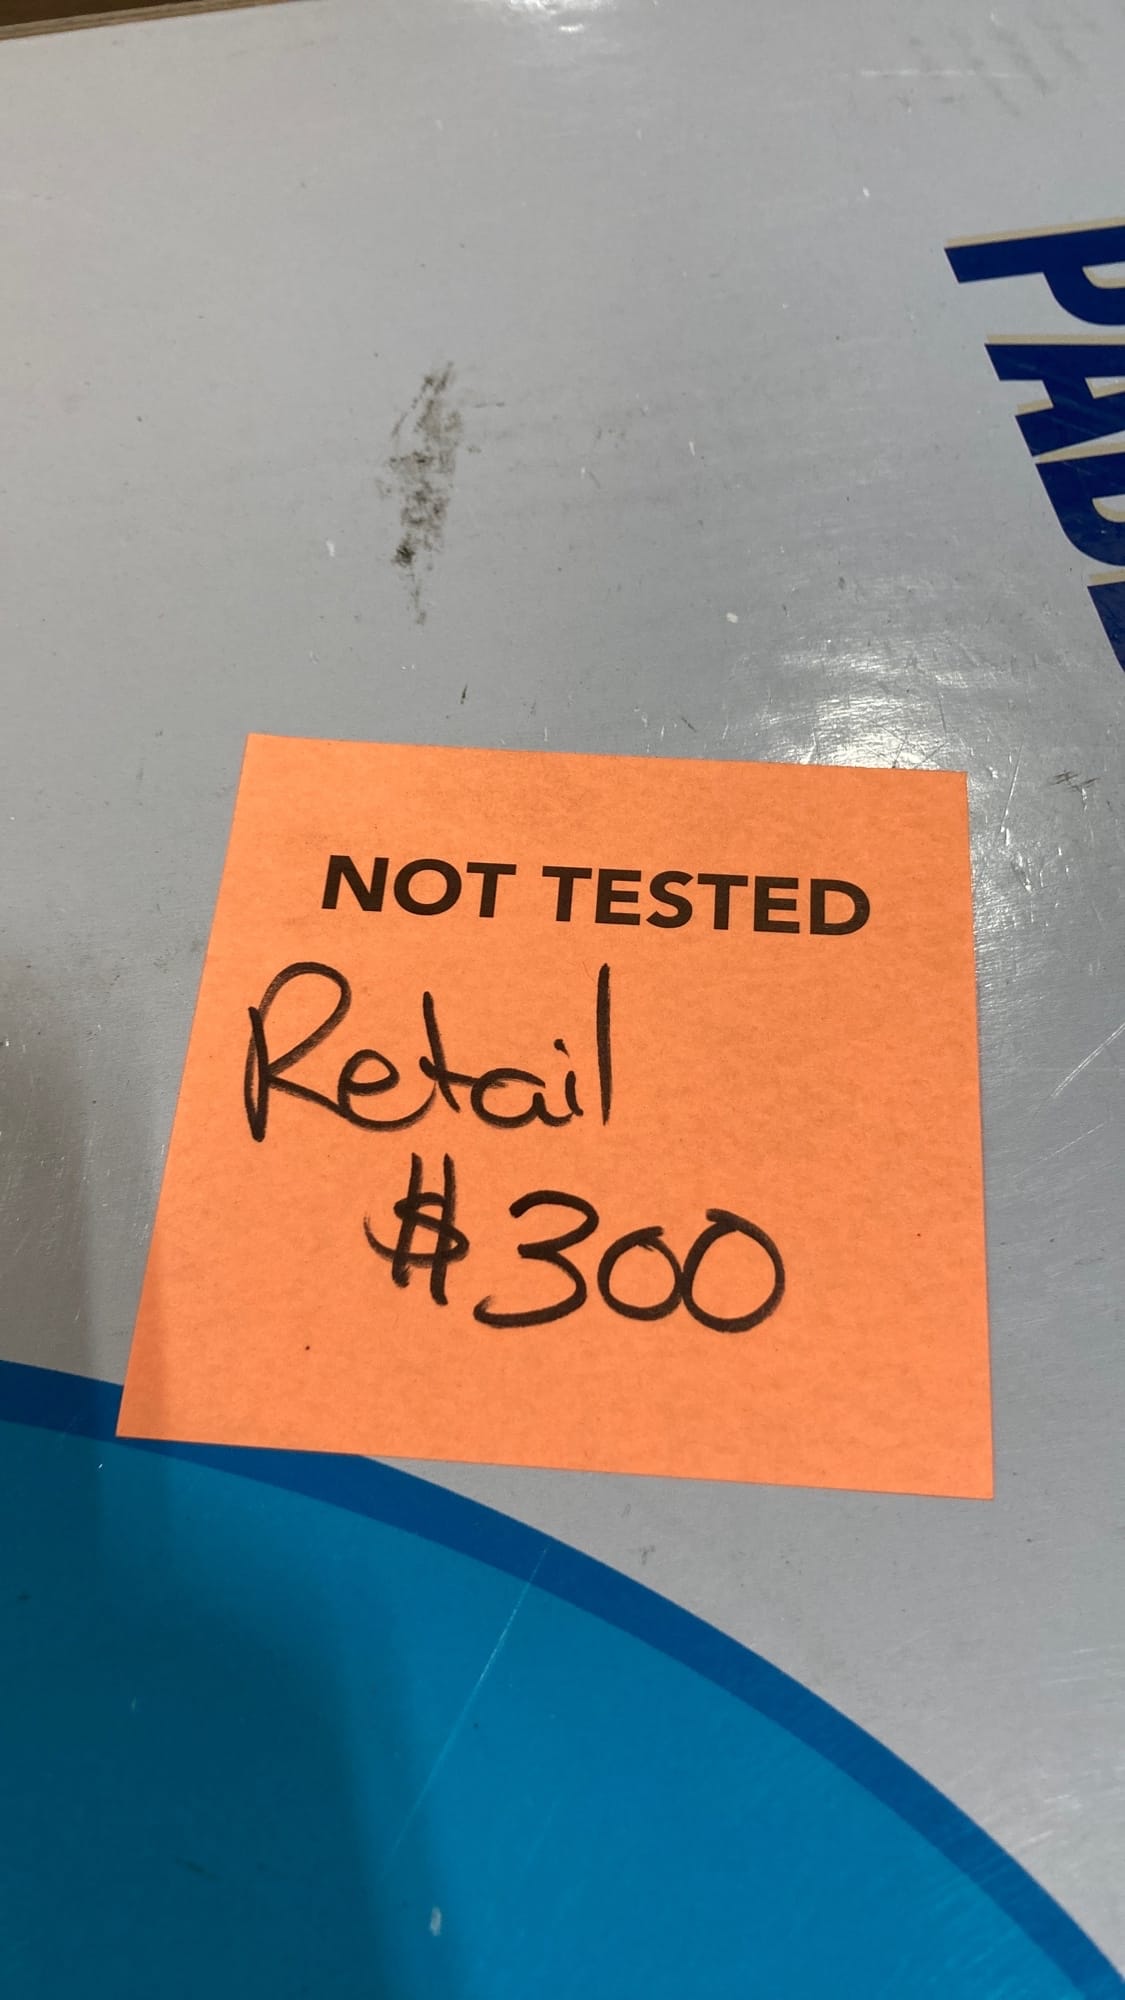 NOT TESTED
Retail
$300